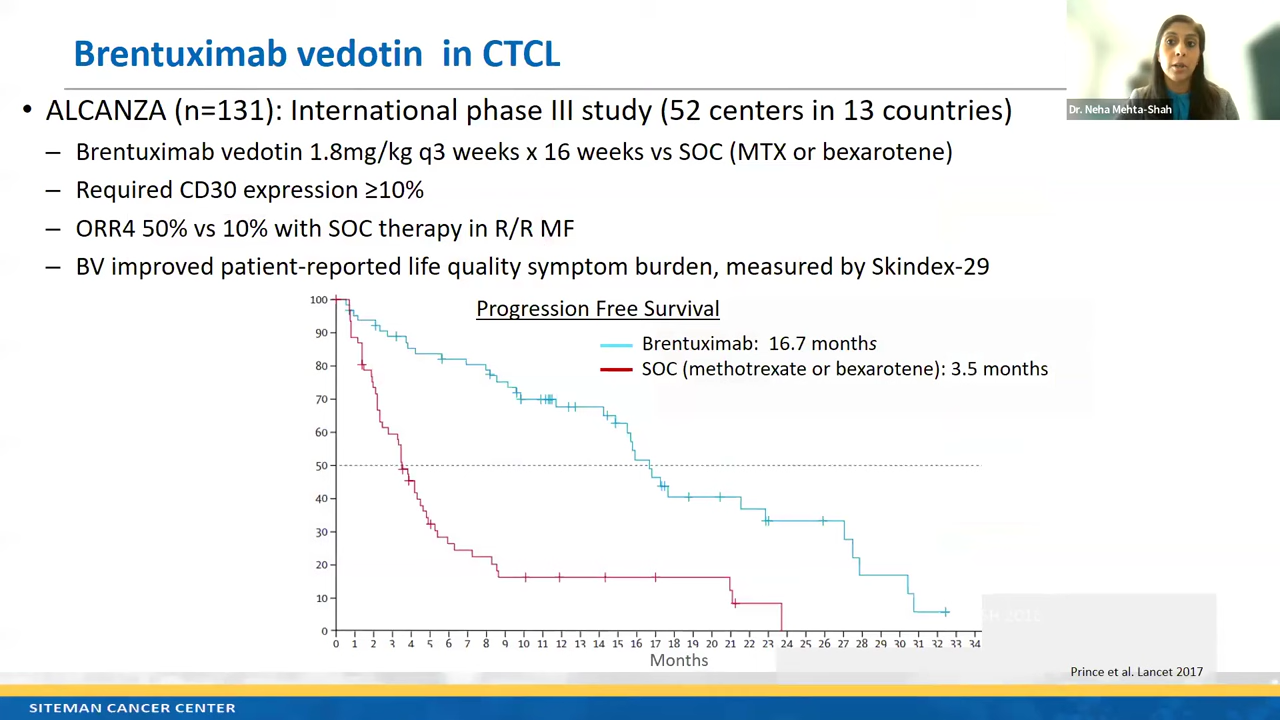 Brentuximab vedotin in CTCL
Dr. Neha Mehta-Shah
• ALCANZA (n=131): International phase III study (52 centers in 13 countries)
– Brentuximab vedotin 1.8mg/kg q3 weeks x 16 weeks vs SOC (MTX or bexarotene)
– Required CD30 expression ≥10%
– ORR4 50% vs 10% with SOC therapy in R/R MF
– BV improved patient-reported life quality symptom burden, measured by Skindex-29
Progression Free Survival
Brentuximab: 16.7 months
SOC (methotrexate or bexarotene): 3.5 months
100
90
80
70
60
50
40
30
20
10
0
0 1 2 3 4 5 6 7 8 9 10 11 12 13 14 15 16 17 18 19 20 21 22 23 24 25 26 27 28 29 30 31 32 33 34
Months
Prince et al. Lancet 2017
SITEMAN CANCER CENTER